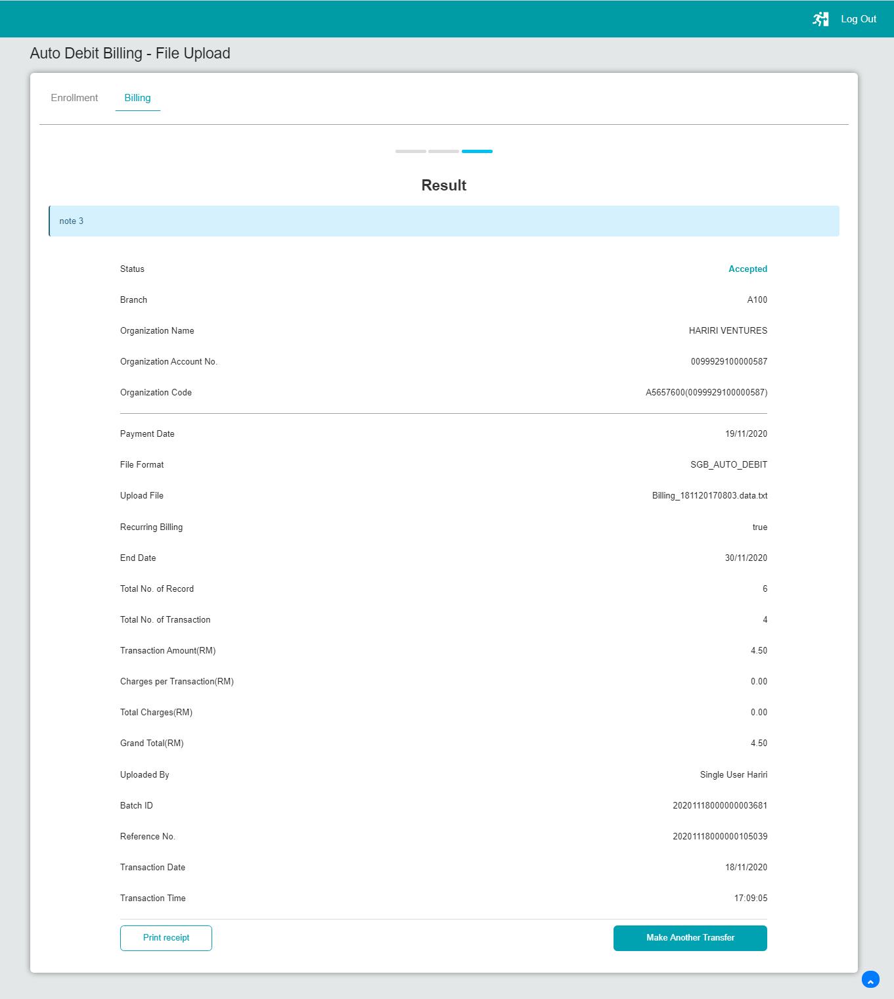 Log Out
Auto Debit Billing - File Upload
Enrollment Billing
Result
note 3
Status Accepted
Branch A100
Organization Name HARIRI VENTURES
Organization Account No. 0099929100000587
Organization Code A5657600(0099929100000587)
Payment Date 19/11/2020
File Format SGB_AUTO_DEBIT
Upload File Billing_181120170803.data.txt
Recurring Billing true
End Date 30/11/2020
Total No. of Record 6
Total No. of Transaction 4
Transaction Amount(RM) 4.50
Charges per Transaction(RM) 0.00
Total Charges(RM) 0.00
Grand Total(RM) 4.50
Uploaded By Single User Hariri
Batch ID 20201118000000003681
Reference No. 20201118000000105039
Transaction Date 18/11/2020
Transaction Time 17:09:05
Print receipt Make Another Transfer